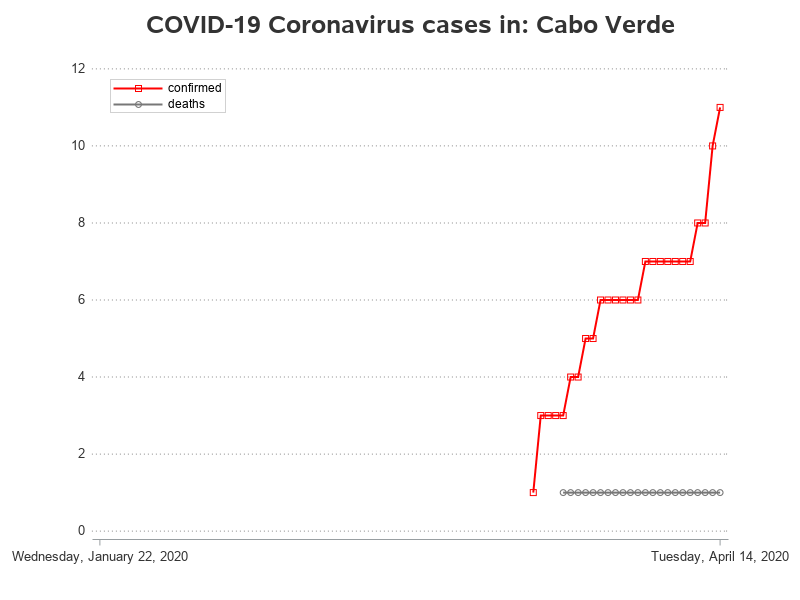 COVID-19 Coronavirus cases in: Cabo Verde
12
confirmed
deaths
10
8
6
4
2
0
Wednesday, January 22, 2020
Tuesday, April 14, 2020